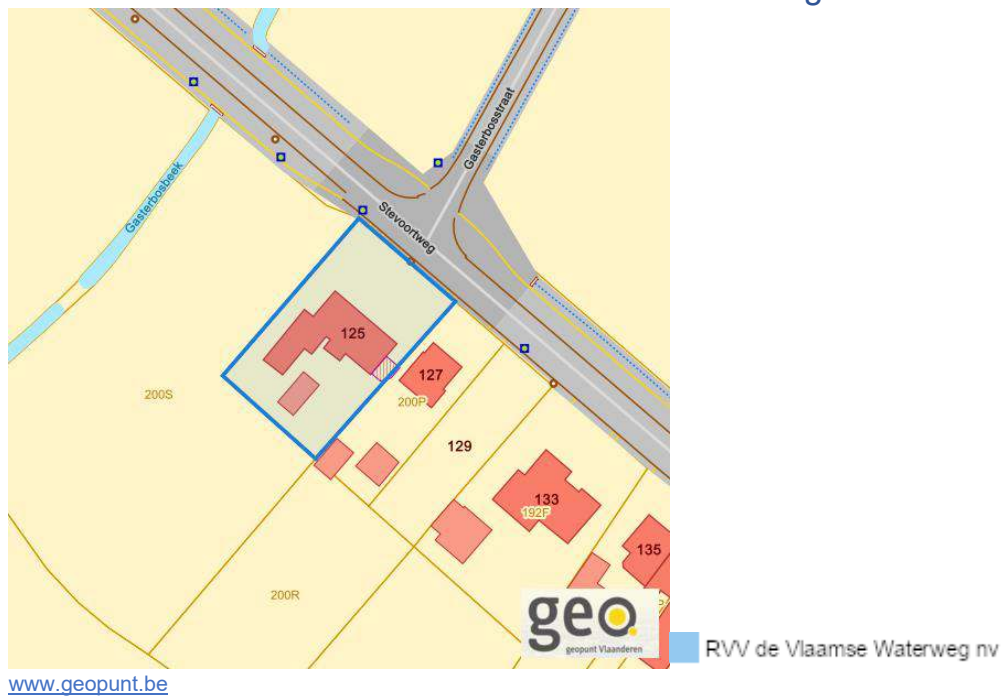 g
Gasterbosstraat
Gasterbosbeek
Stevoortweg
125
127
200S
200P
129
133
192F
135
200R
geo
geopunt Vlaanderen
RVV de Vlaamse Waterweg nv
www.geopunt.be